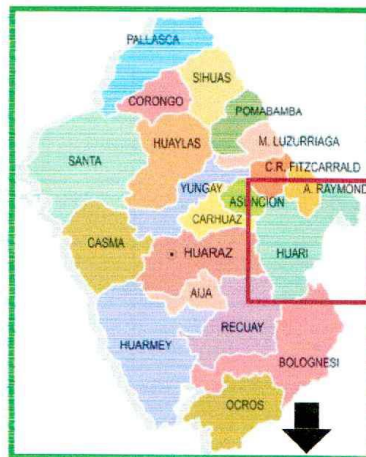 PALLASCA
SIHUAS
CORONGO
POMABAMBA
M. LUZURRIAGA
HUAYLAS
SANTA
C.R. FITZCARRALD
YUNGAY
A. RAYMOND
ASUNCION
CARHUAZ
CASMA
HUARAZ
HUARI
AIJA
RECUAY
HUARMEY
BOLOGNESI
OCROS